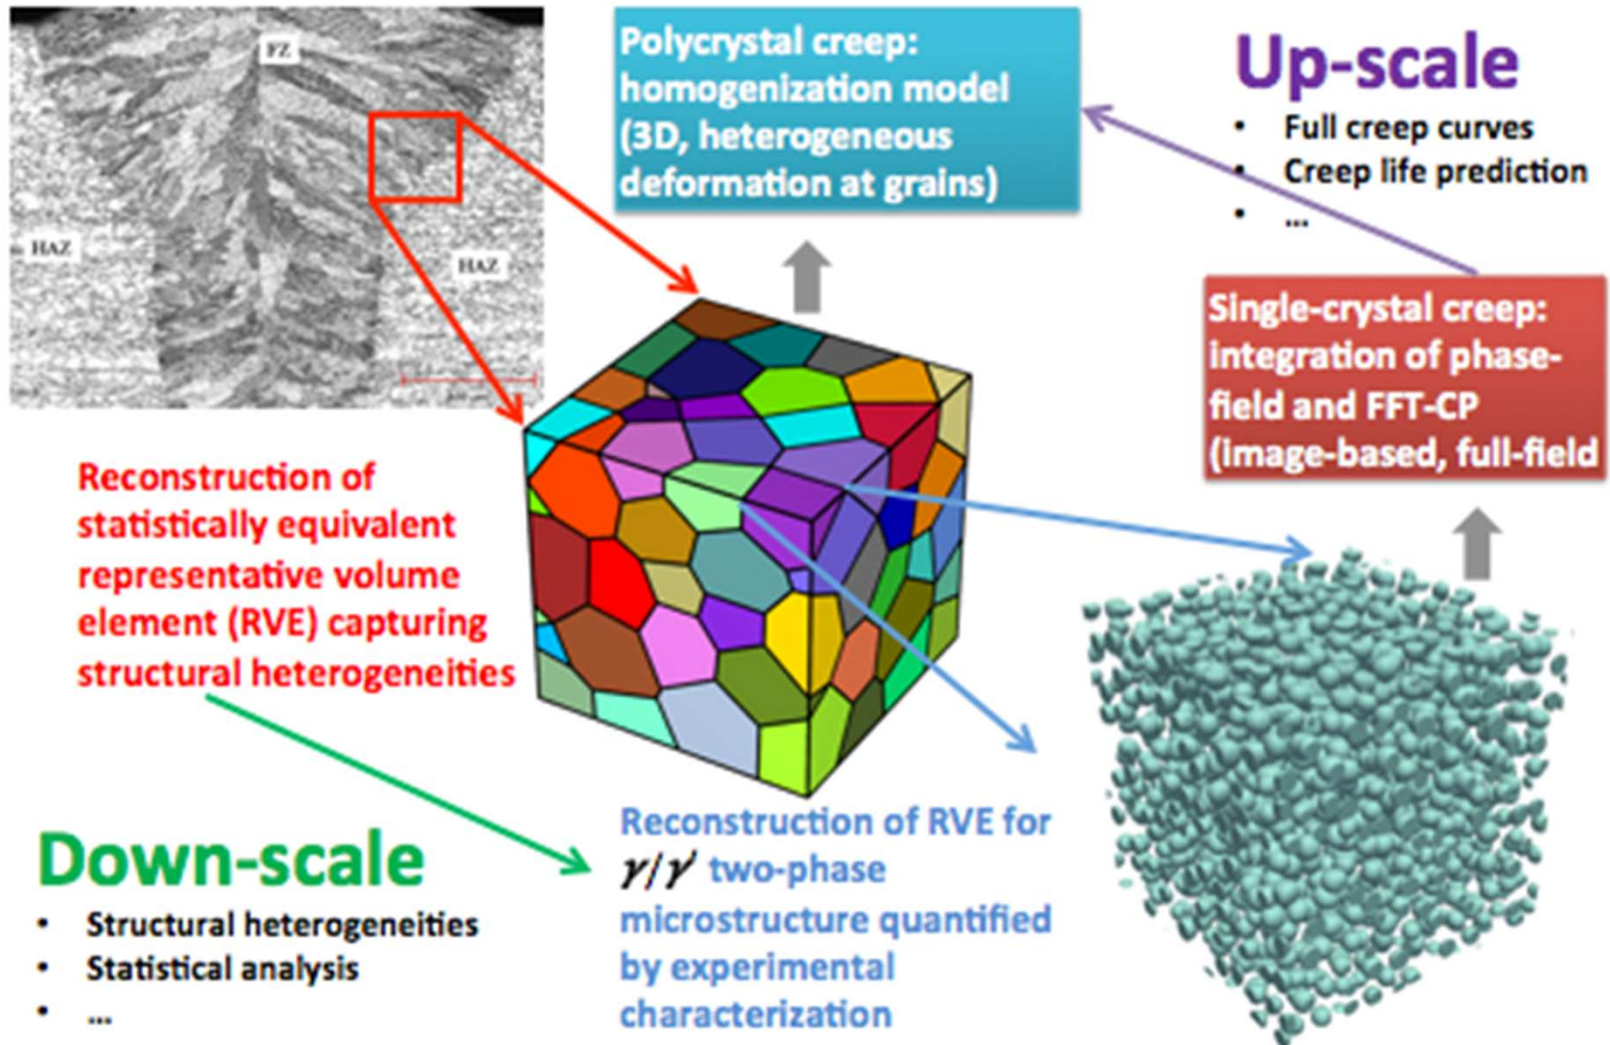 FZ
HAZ
HAZ
Polycrystal creep:
homogenization model
(3D, heterogeneous
deformation at grains)
Up-scale
• Full creep curves
• Creep life prediction
• ...
Single-crystal creep:
integration of phase-
field and FFT-CP
(image-based, full-field
Reconstruction of
statistically equivalent
representative volume
element (RVE) capturing
structural heterogeneities
Down-scale
• Structural heterogeneities
• Statistical analysis
• ...
Reconstruction of RVE for
γ/γ′ two-phase
microstructure quantified
by experimental
characterization